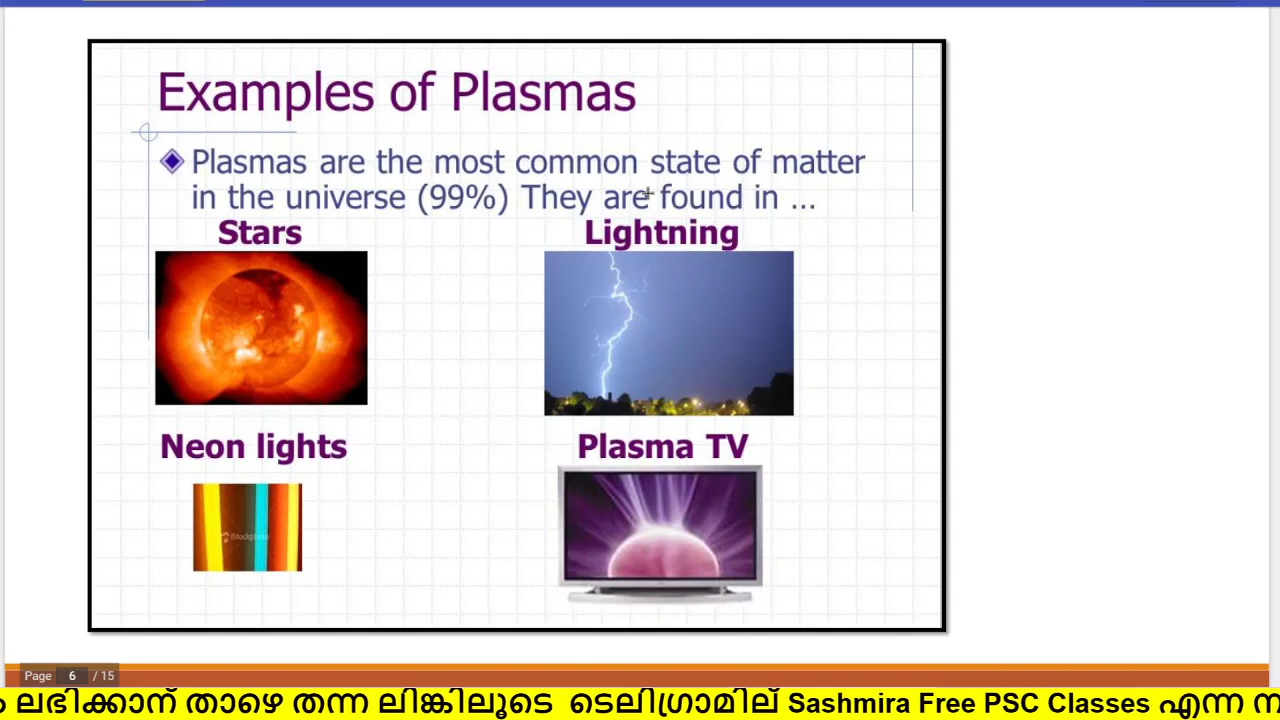 Examples of Plasmas
Plasmas are the most common state of matter
in the universe (99%) They are found in ...
Stars
Lightning
Neon lights
Plasma TV
iStockphoto
Page 6 / 15
ലഭിക്കാന് താഴെ തന്ന ലിങ്കിലൂടെ ടെലിഗ്രാമില് Sashmira Free PSC Classes എന്ന